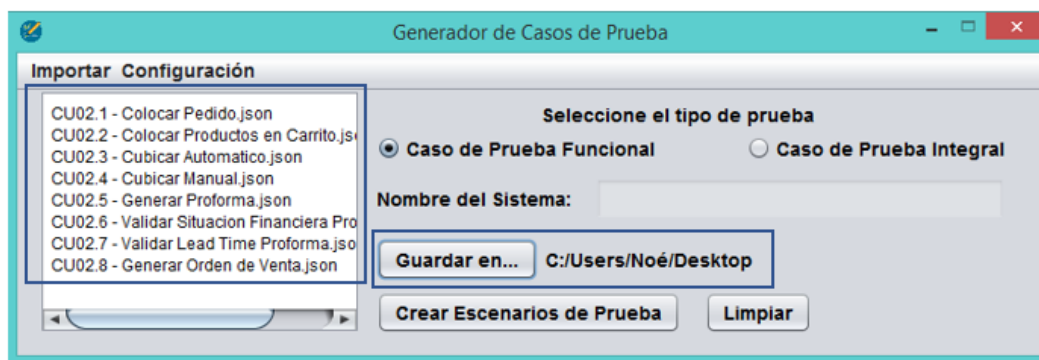 Generador de Casos de Prueba
Importar Configuración
CU02.1 - Colocar Pedido.json
CU02.2 - Colocar Productos en Carrito.js
CU02.3 - Cubicar Automatico.json
CU02.4 - Cubicar Manual.json
CU02.5 - Generar Proforma.json
CU02.6 - Validar Situacion Financiera Pro
CU02.7 - Validar Lead Time Proforma.jso
CU02.8 - Generar Orden de Venta.json
Seleccione el tipo de prueba
Caso de Prueba Funcional Caso de Prueba Integral
Nombre del Sistema:
Guardar en... C:/Users/Noé/Desktop
Crear Escenarios de Prueba Limpiar